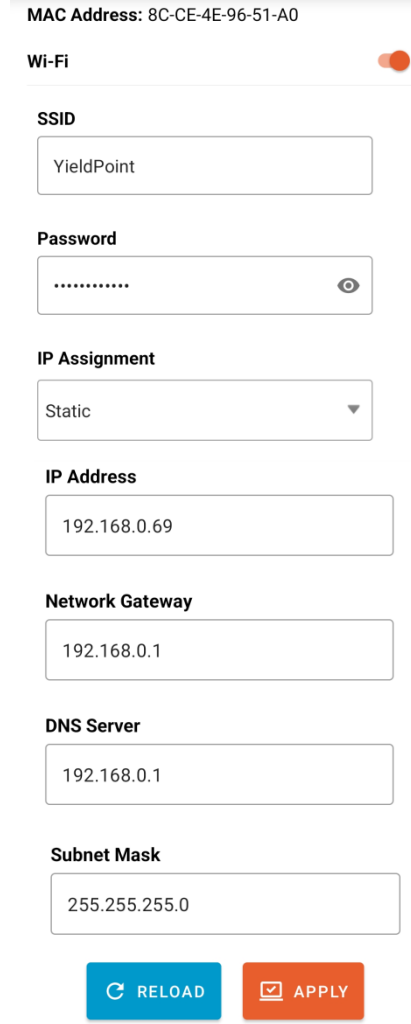 MAC Address: 8C-CE-4E-96-51-A0
Wi-Fi
SSID
YieldPoint
Password
••••••••••••
IP Assignment
Static
IP Address
192.168.0.69
Network Gateway
192.168.0.1
DNS Server
192.168.0.1
Subnet Mask
255.255.255.0
RELOAD APPLY